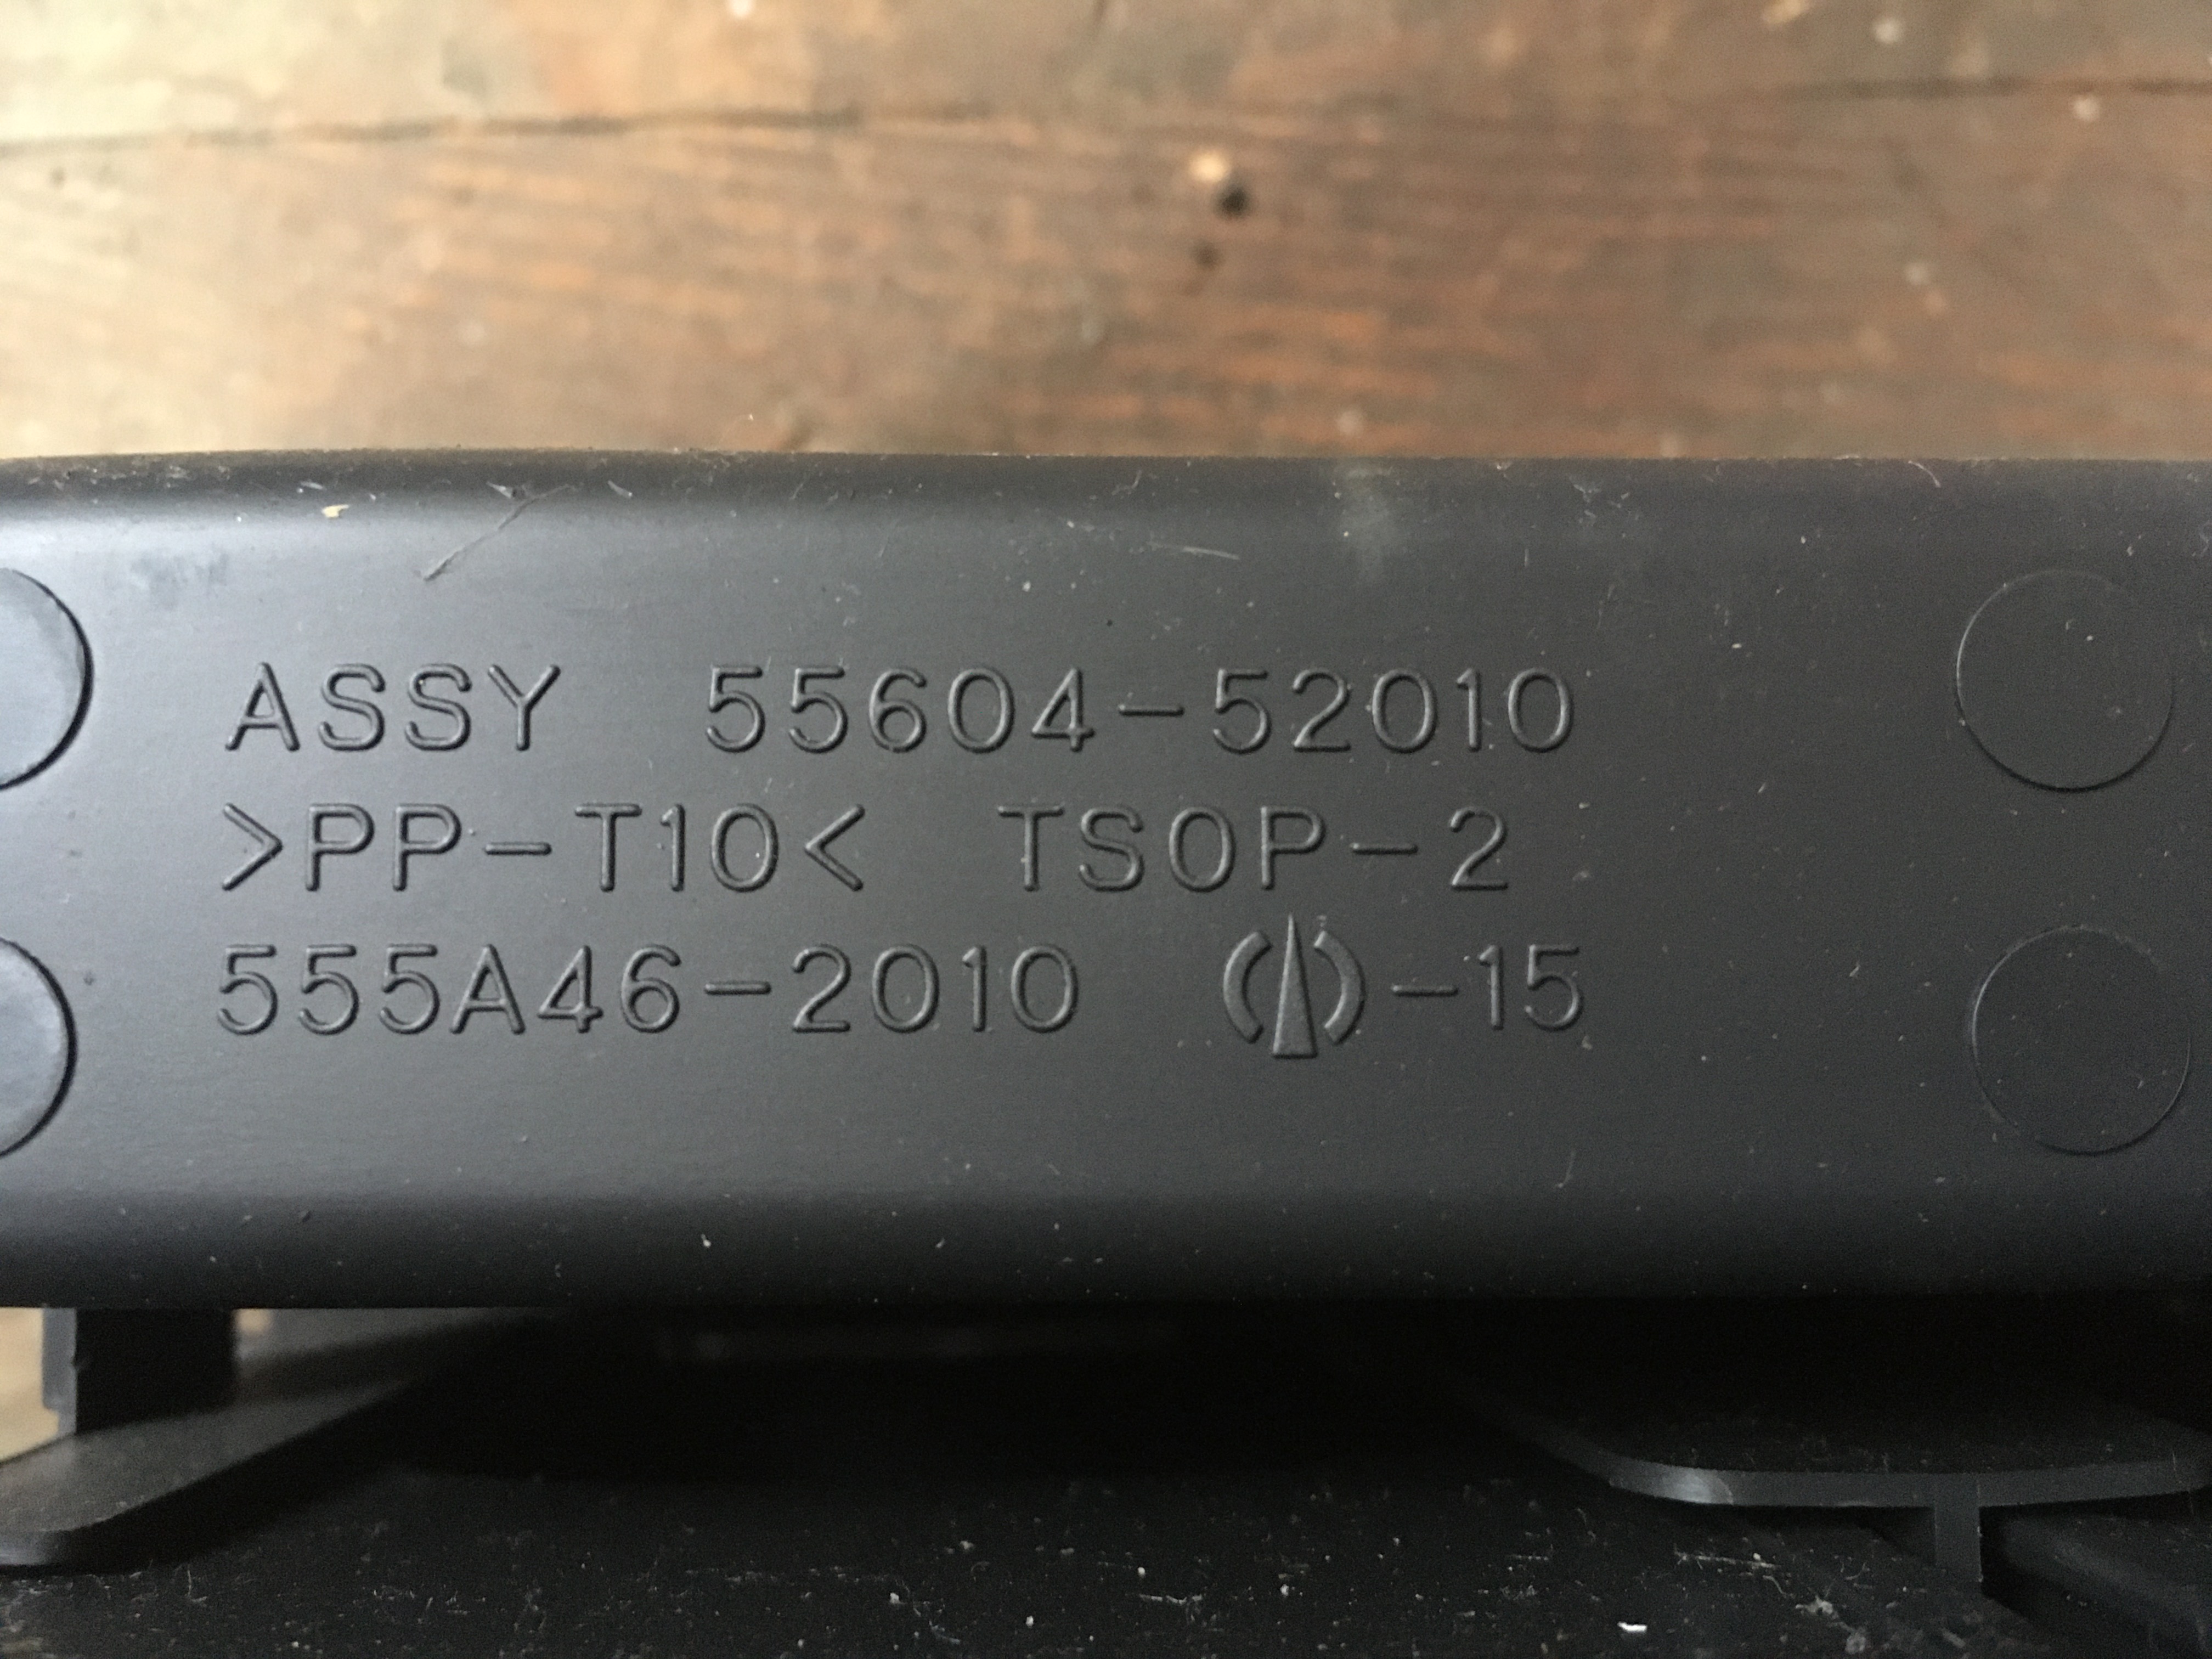 ASSY 55604-52010
>PP-T10< TSOP-2
555A46-2010 -15